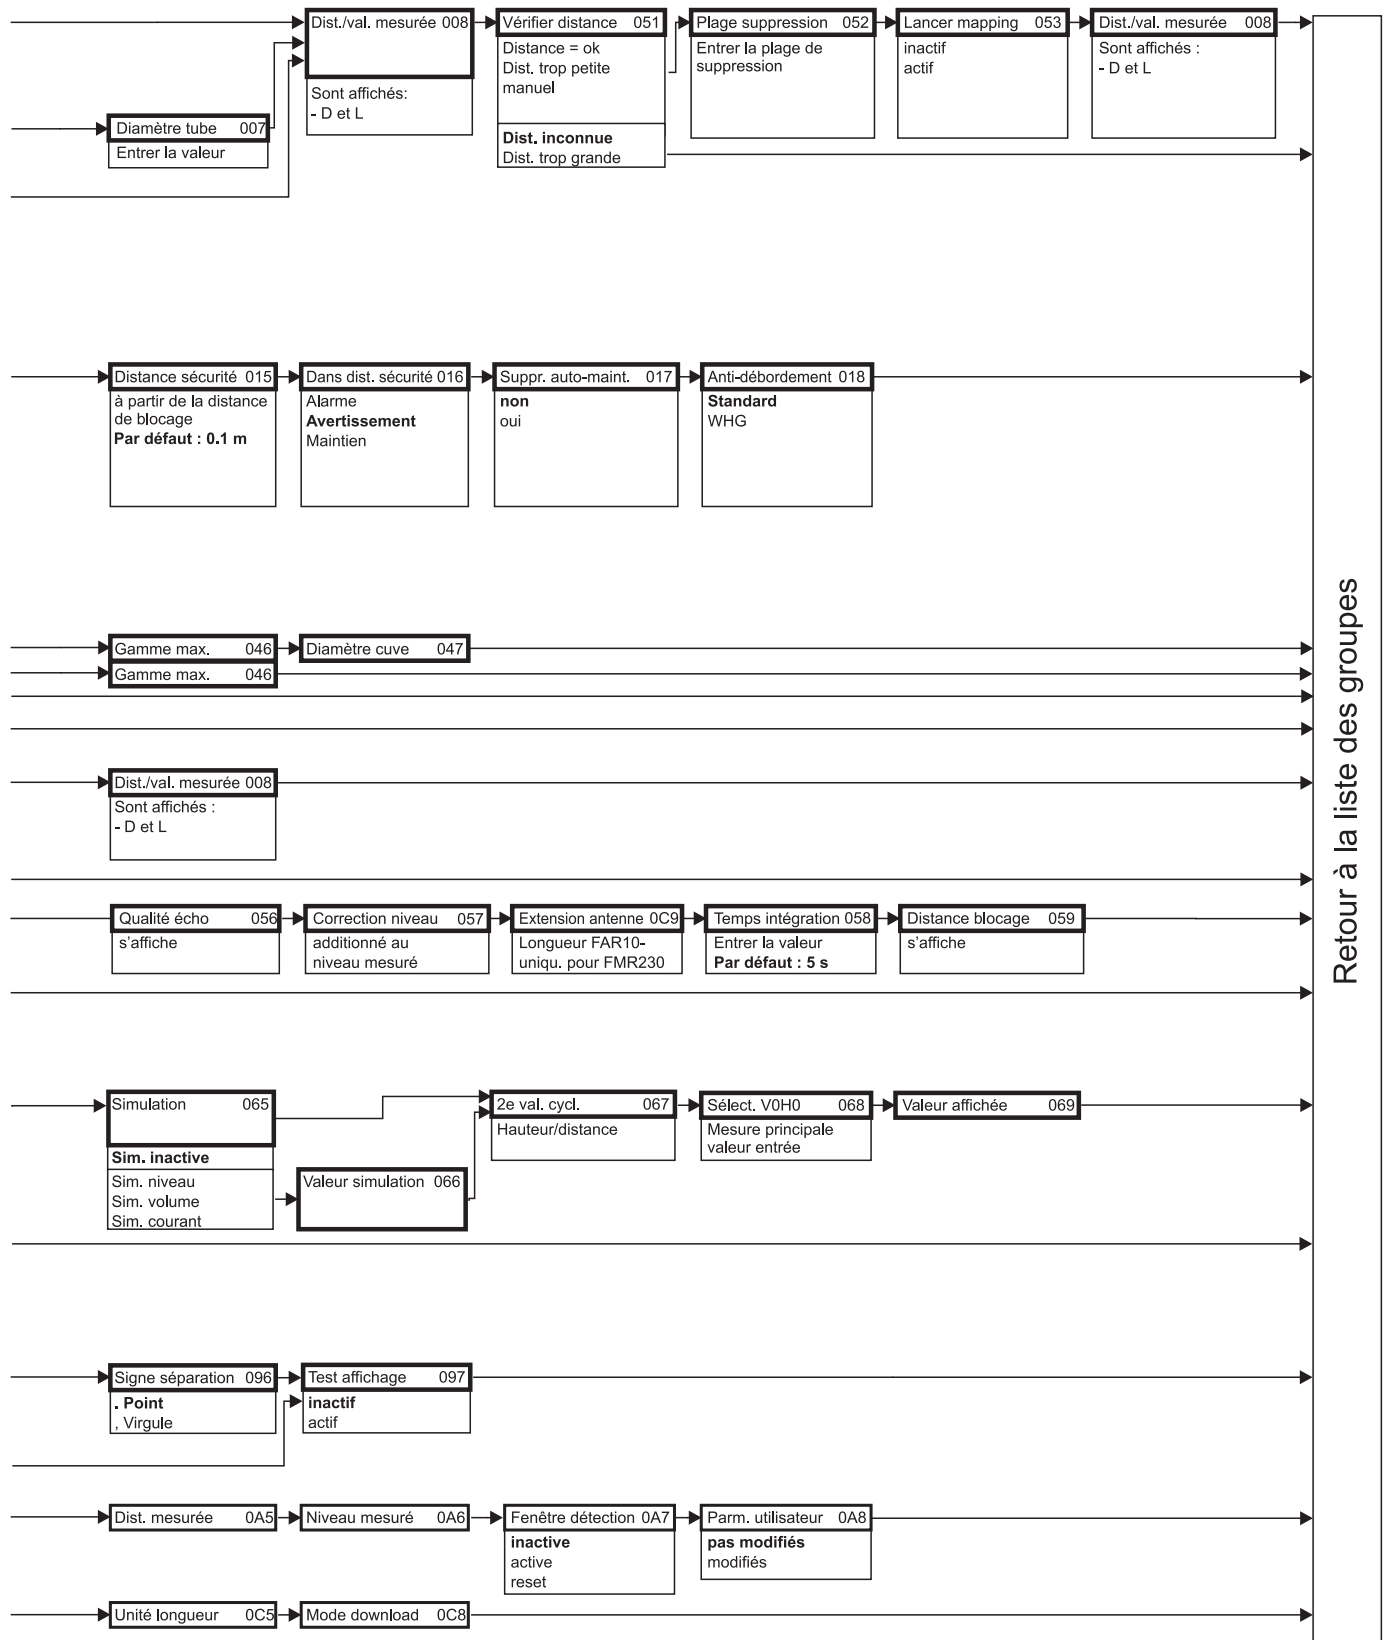 Dist./val. mesurée 008
Sont affichés:
- D et L
Vérifier distance 051
Distance = ok
Dist. trop petite
manuel
Dist. inconnue
Dist. trop grande
Plage suppression 052
Entrer la plage de
suppression
Lancer mapping 053
inactif
actif
Dist./val. mesurée 008
Sont affichés :
- D et L
Diamètre tube 007
Entrer la valeur
Distance sécurité 015
à partir de la distance
de blocage
Par défaut : 0.1 m
Dans dist. sécurité 016
Alarme
Avertissement
Maintien
Suppr. auto-maint. 017
non
oui
Anti-débordement 018
Standard
WHG
Gamme max. 046
Diamètre cuve 047
Gamme max. 046
Dist./val. mesurée 008
Sont affichés :
- D et L
Qualité écho 056
s'affiche
Correction niveau 057
additionné au
niveau mesuré
Extension antenne 0C9
Longueur FAR10-
uniqu. pour FMR230
Temps intégration 058
Entrer la valeur
Par défaut : 5 s
Distance blocage 059
s'affiche
Simulation 065
Sim. inactive
Sim. niveau
Sim. volume
Sim. courant
Valeur simulation 066
2e val. cycl. 067
Hauteur/distance
Sélect. V0H0 068
Mesure principale
valeur entrée
Valeur affichée 069
Signe séparation 096
. Point
, Virgule
Test affichage 097
inactif
actif
Dist. mesurée 0A5
Niveau mesuré 0A6
Fenêtre détection 0A7
inactive
active
reset
Parm. utilisateur 0A8
pas modifiés
modifiés
Unité longueur 0C5
Mode download 0C8
Retour à la liste des groupes